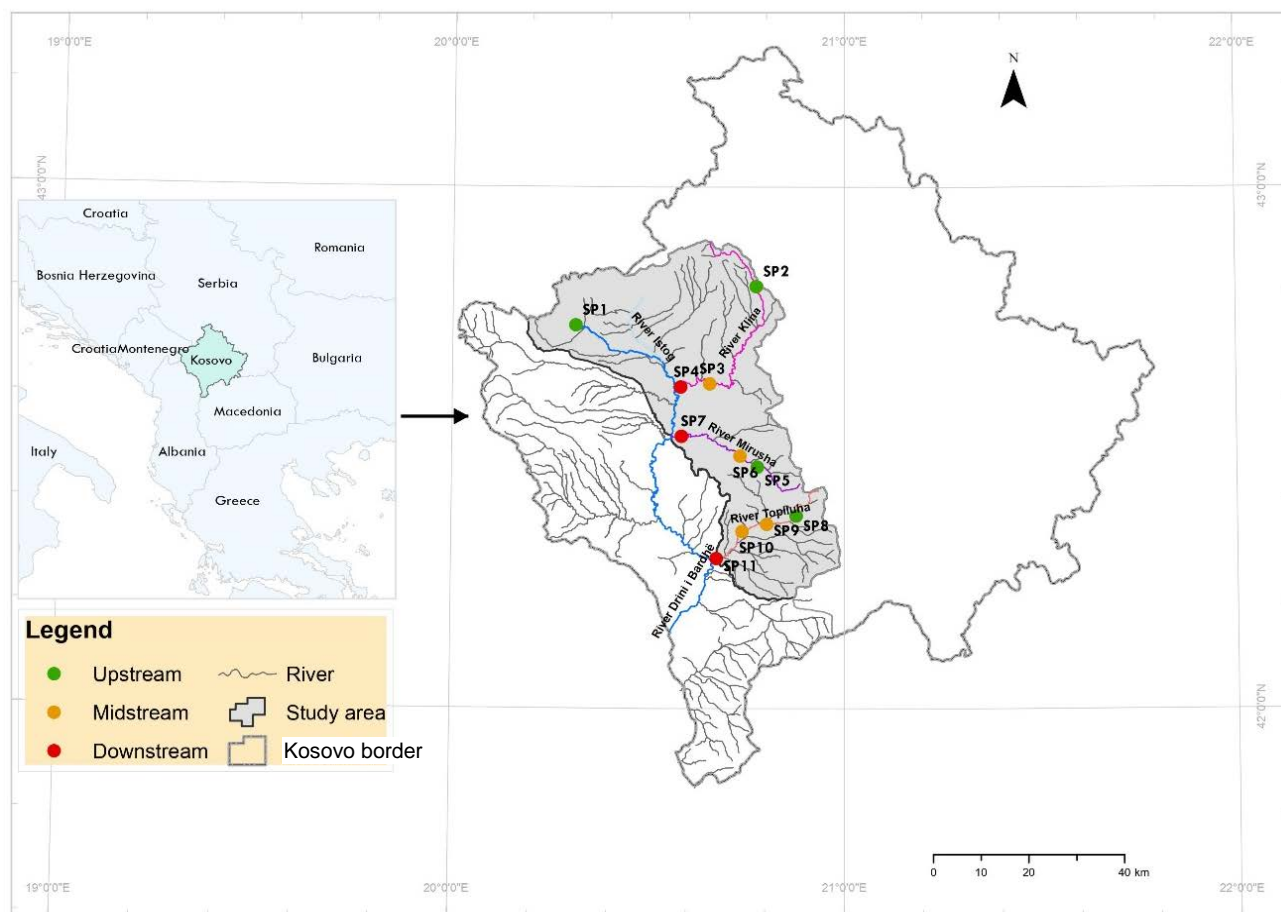 19°0'0"E
20°0'0"E
21°0'0"E
22°0'0"E
N
43°0'0"N
43°0'0"N
Croatia
Romania
Bosnia Herzegovina
Serbia
CroatiaMontenegro
Kosovo
Bulgaria
Macedonia
Italy
Albania
Greece
SP2
SP1
River Istog
River Klina
SP4
SP3
SP7
River Mirusha
SP6
SP5
River Toplluha
SP8
SP9
SP10
SP11
River Drini i Bardhë
Legend
Upstream
River
Midstream
Study area
Downstream
Kosovo border
42°0'0"N
0 10 20 40 km
19°0'0"E
20°0'0"E
21°0'0"E
22°0'0"E